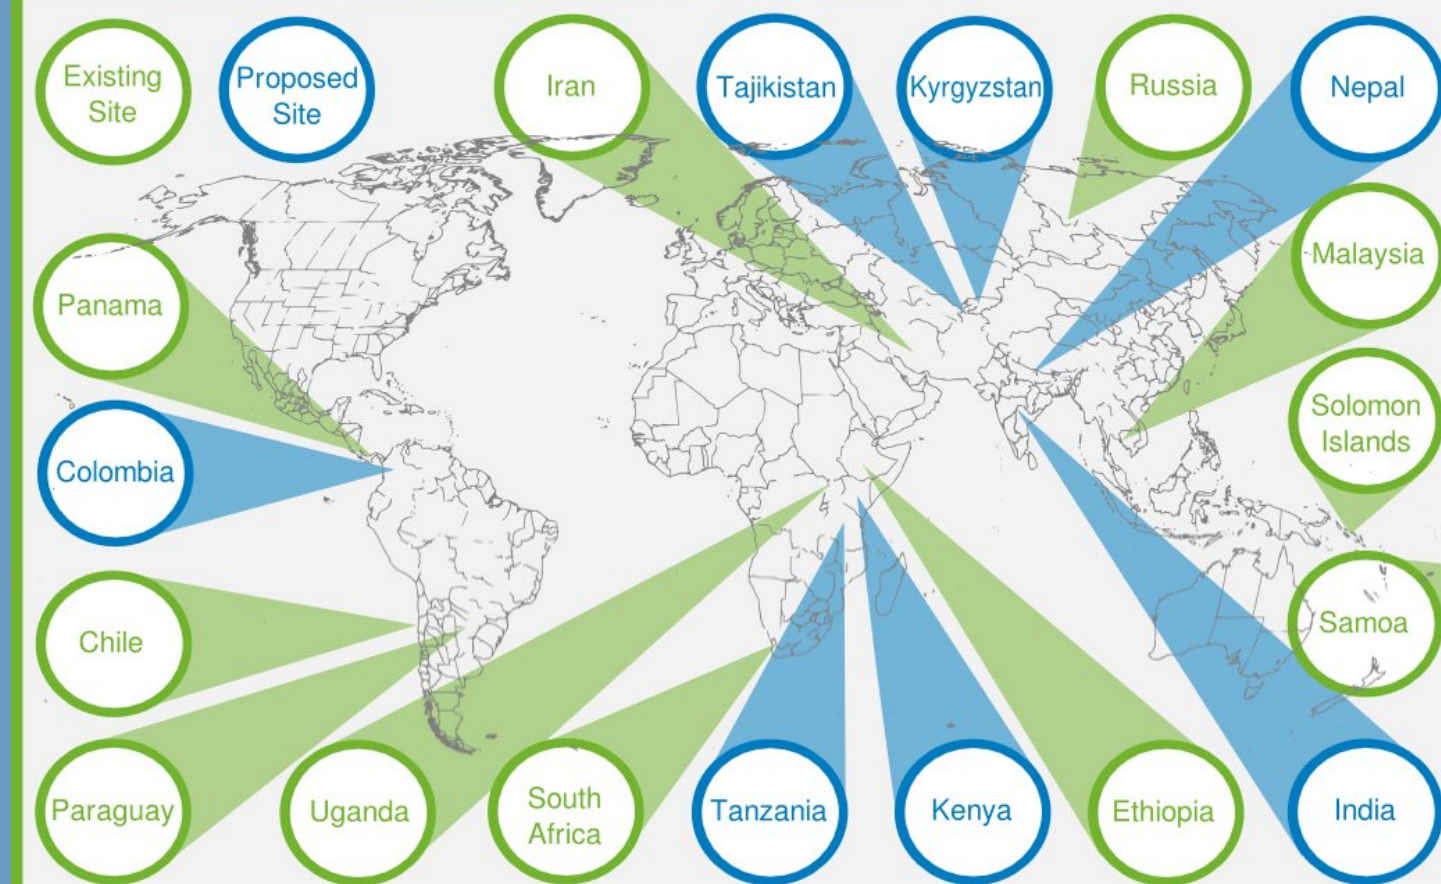 Existing
Site
Proposed
Site
Iran
Tajikistan
Kyrgyzstan
Russia
Nepal
Panama
Malaysia
Colombia
Solomon
Islands
Chile
Samoa
Paraguay
Uganda
South
Africa
Tanzania
Kenya
Ethiopia
India